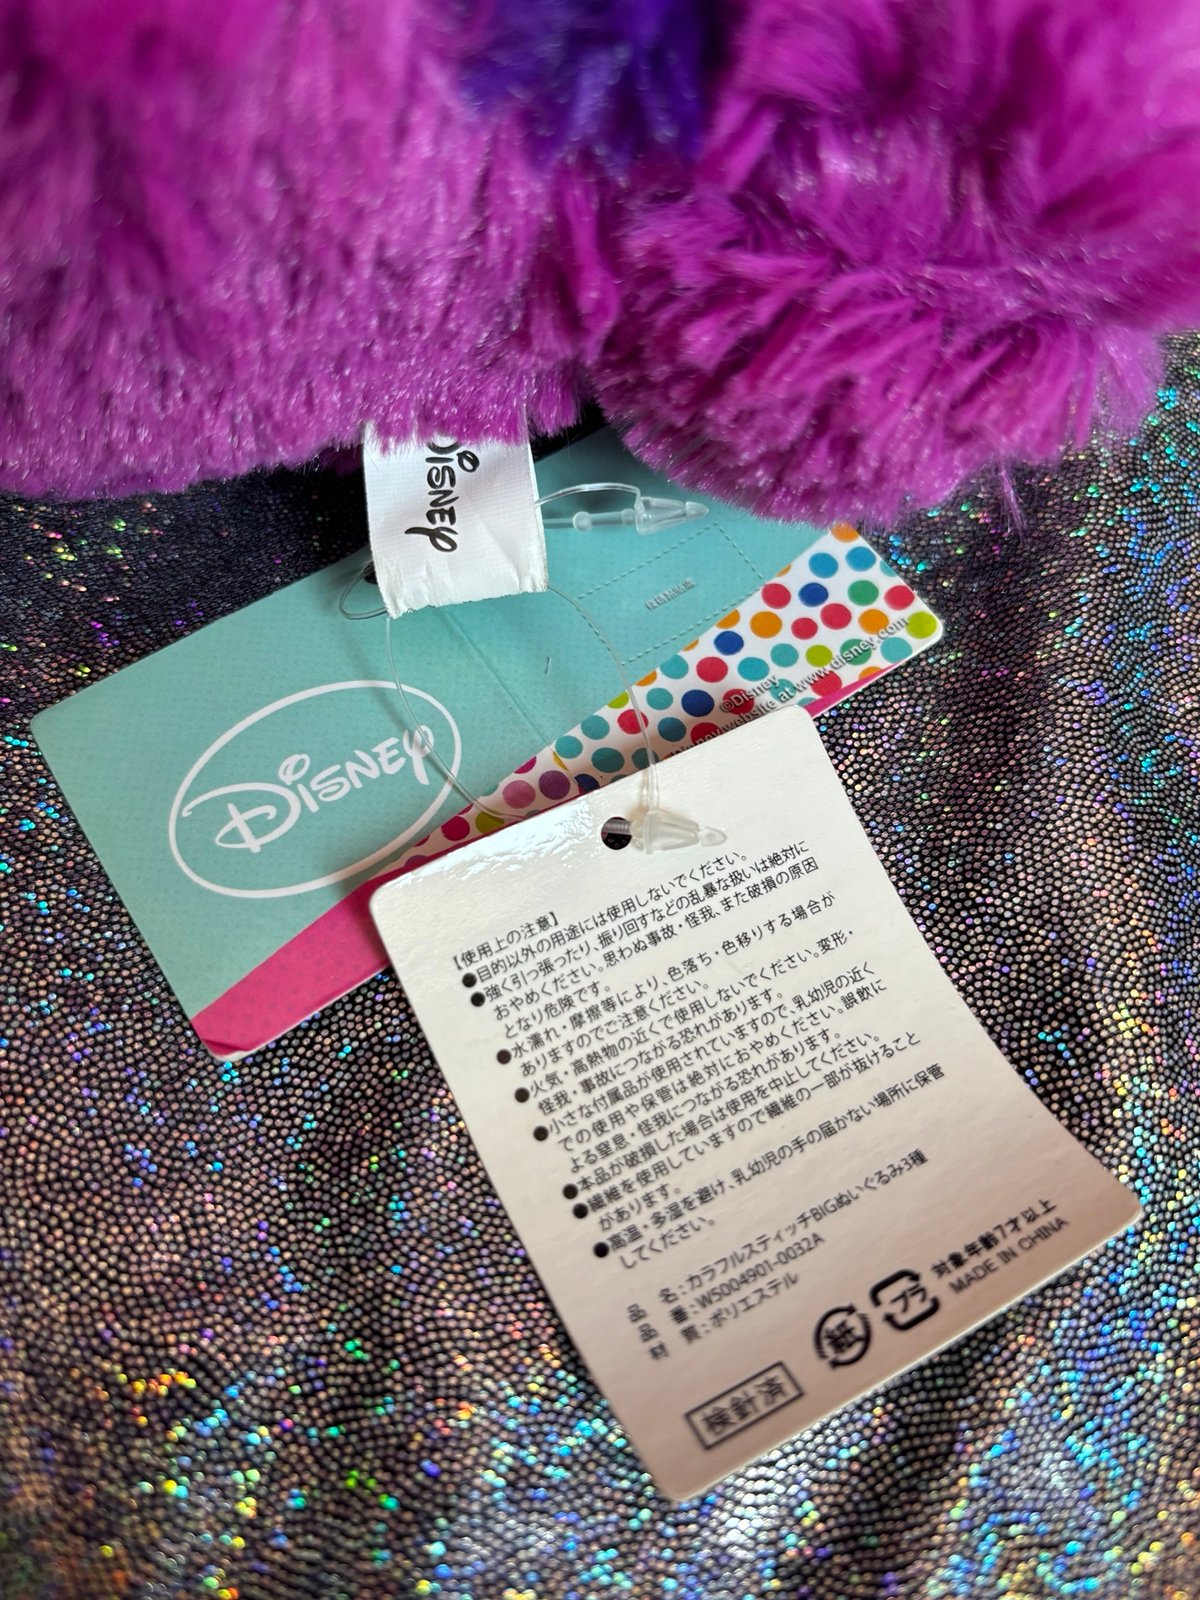 Disney
Disney
©Disney
website at www.disney.com
【使用上の注意】
●目的以外の用途には使用しないでください。
●強く引っ張ったり、振り回すなどの乱暴な扱いは絶対に
おやめください。思わぬ事故・怪我、また破損の原因
となり危険です。
●水濡れ・摩擦等により、色落ち・色移りする場合が
ありますのでご注意ください。
●火気・高熱物の近くで使用しないでください。変形・
怪我・事故につながる恐れがあります。
●小さな付属品が使用されていますので、乳幼児の近く
での使用や保管は絶対におやめください。誤飲に
よる窒息・怪我につながる恐れがあります。
●本品が破損した場合は使用を中止してください。
●繊維を使用していますので繊維の一部が抜けること
があります。
●高温・多湿を避け、乳幼児の手の届かない場所に保管
してください。
品 名：カラフルスティッチBIGぬいぐるみ3種
品 番：WS004901-0032A
材 質：ポリエステル
紙
プラ
対象年齢7才以上
MADE IN CHINA
検針済